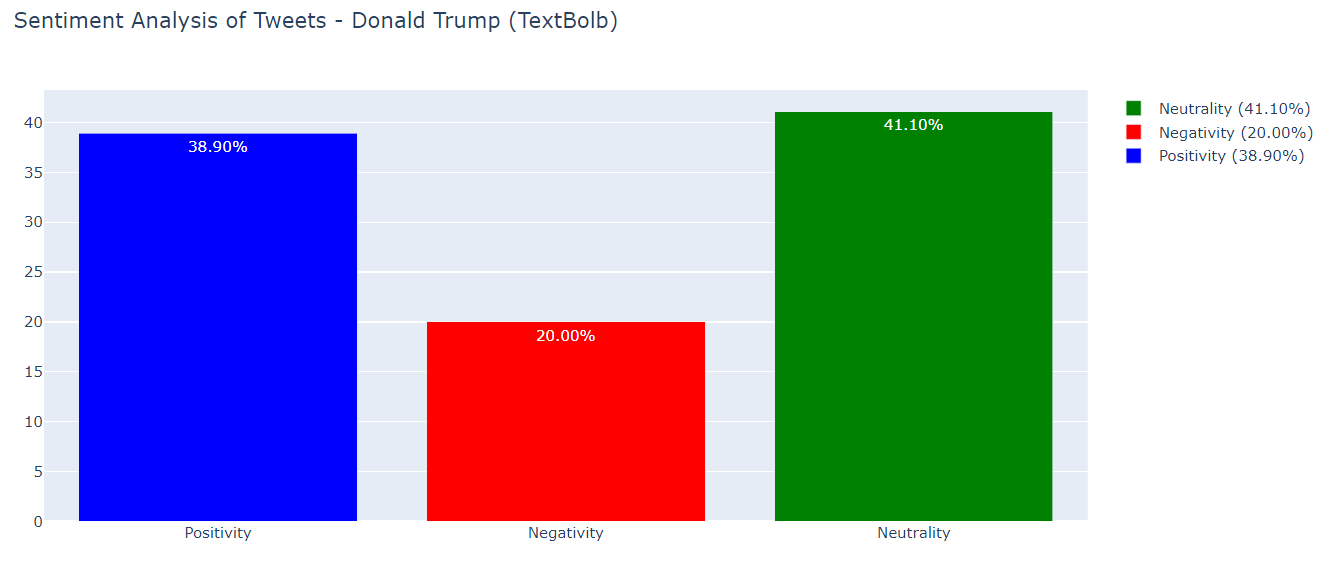 Sentiment Analysis of Tweets - Donald Trump (TextBolb)
40
35
30
25
20
15
10
5
0
38.90%
20.00%
41.10%
Positivity
Negativity
Neutrality
Neutrality (41.10%)
Negativity (20.00%)
Positivity (38.90%)